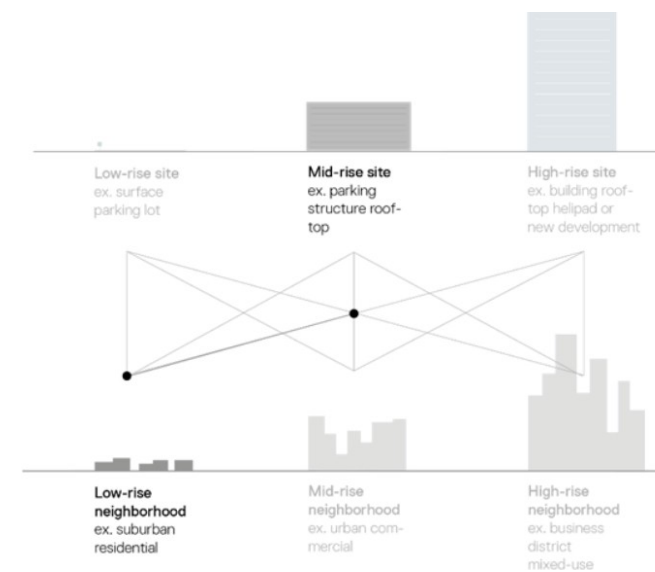 Low-rise site
ex. surface
parking lot
Mid-rise site
ex. parking
structure roof-
top
High-rise site
ex. building roof-
top helipad or
new development
Low-rise
neighborhood
ex. suburban
residential
Mid-rise
neighborhood
ex. urban com-
mercial
High-rise
neighborhood
ex. business
district
mixed-use